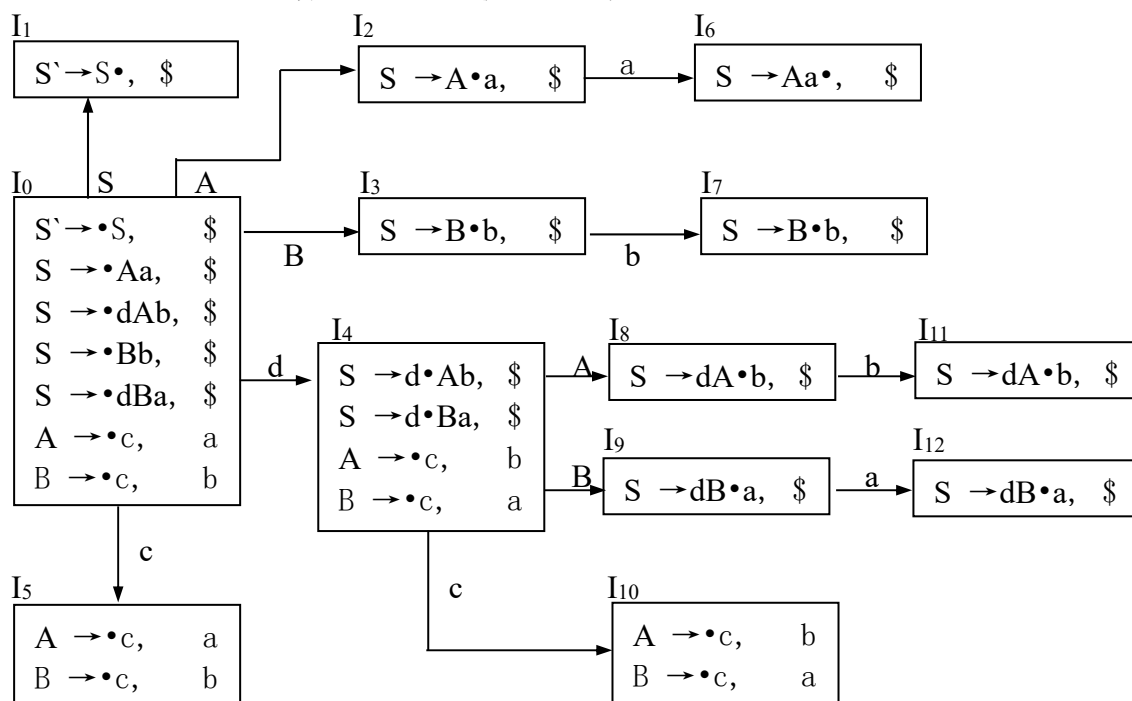 I1
S`→S•, $
I2
S →A•a, $
a
I6
S →Aa•, $
I0
S
A
S`→•S, $
S →•Aa, $
S →•dAb, $
S →•Bb, $
S →•dBa, $
A →•c, a
B →•c, b
B
I3
S →B•b, $
b
I7
S →B•b, $
d
I4
S →d•Ab, $
S →d•Ba, $
A →•c, b
B →•c, a
A
I8
S →dA•b, $
b
I11
S →dA•b, $
B
I9
S →dB•a, $
a
I12
S →dB•a, $
c
I5
A →•c, a
B →•c, b
c
I10
A →•c, b
B →•c, a